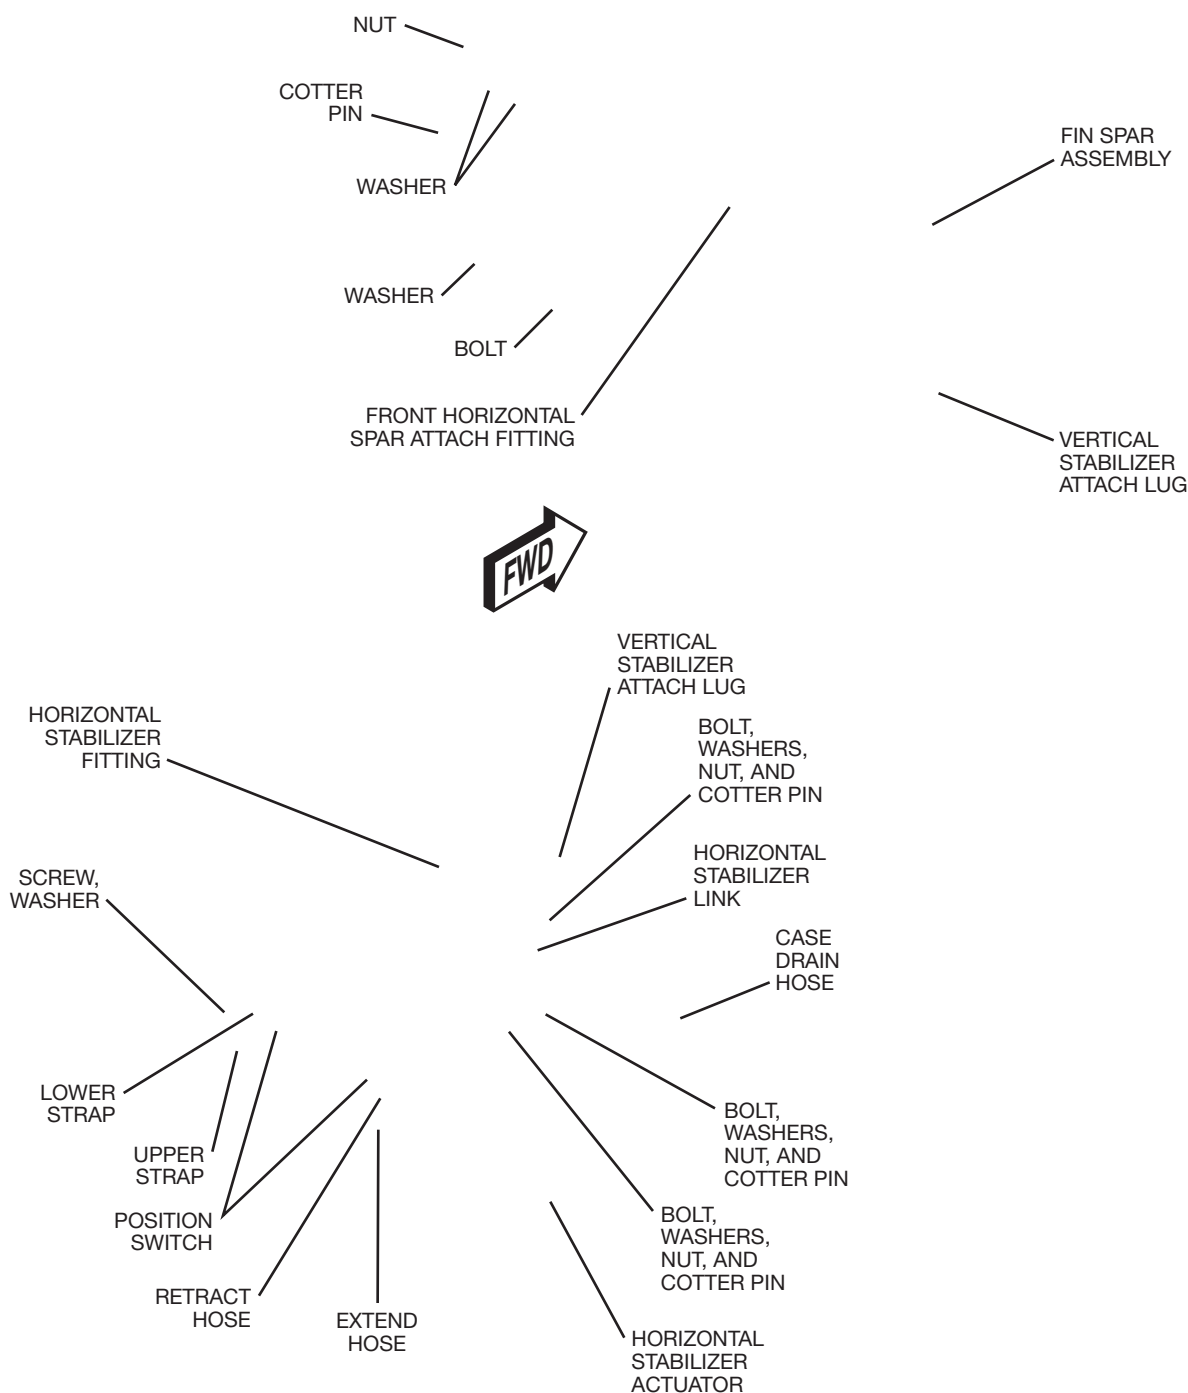 NUT
COTTER
PIN
WASHER
WASHER
BOLT
FRONT HORIZONTAL
SPAR ATTACH FITTING
FIN SPAR
ASSEMBLY
VERTICAL
STABILIZER
ATTACH LUG
FWD
VERTICAL
STABILIZER
ATTACH LUG
HORIZONTAL
STABILIZER
FITTING
BOLT,
WASHERS,
NUT, AND
COTTER PIN
HORIZONTAL
STABILIZER
LINK
SCREW,
WASHER
CASE
DRAIN
HOSE
LOWER
STRAP
UPPER
STRAP
POSITION
SWITCH
RETRACT
HOSE
EXTEND
HOSE
BOLT,
WASHERS,
NUT, AND
COTTER PIN
BOLT,
WASHERS,
NUT, AND
COTTER PIN
HORIZONTAL
STABILIZER
ACTUATOR